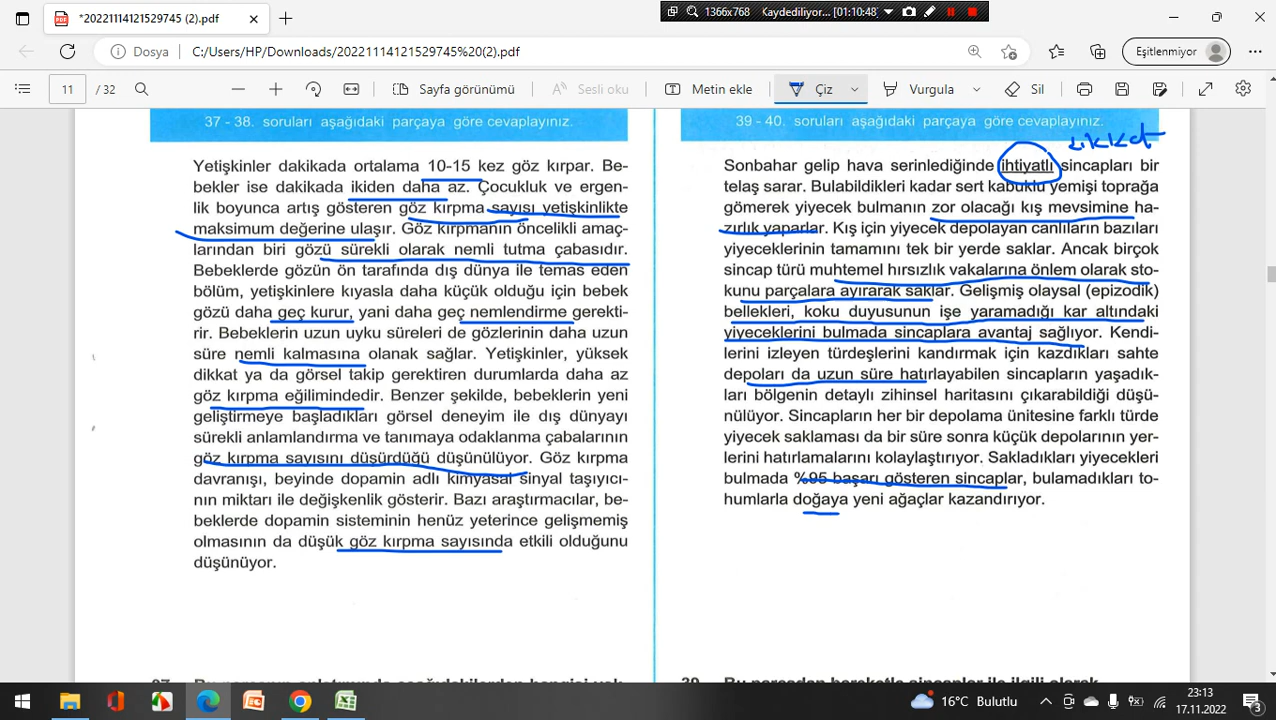 *20221114121529745 (2).pdf
1366x768 Kaydediliyor... [01:10:48]
Dosya C:/Users/HP/Downloads/20221114121529745%20(2).pdf
Eşitlenmiyor
11 / 32
Sayfa görünümü
Sesli oku
Metin ekle
Çiz
Vurgula
Sil
37 - 38. soruları aşağıdaki parçaya göre cevaplayınız.
Yetişkinler dakikada ortalama 10-15 kez göz kırpar. Be-
bekler ise dakikada ikiden daha az. Çocukluk ve ergen-
lik boyunca artış gösteren göz kırpma sayısı yetişkinlikte
maksimum değerine ulaşır. Göz kırpmanın öncelikli amaç-
larından biri gözü sürekli olarak nemli tutma çabasıdır.
Bebeklerde gözün ön tarafında dış dünya ile temas eden
bölüm, yetişkinlere kıyasla daha küçük olduğu için bebek
gözü daha geç kurur, yani daha geç nemlendirme gerekti-
rir. Bebeklerin uzun uyku süreleri de gözlerinin daha uzun
süre nemli kalmasına olanak sağlar. Yetişkinler, yüksek
dikkat ya da görsel takip gerektiren durumlarda daha az
göz kırpma eğilimindedir. Benzer şekilde, bebeklerin yeni
geliştirmeye başladıkları görsel deneyim ile dış dünyayı
sürekli anlamlandırma ve tanımaya odaklanma çabalarının
göz kırpma sayısını düşürdüğü düşünülüyor. Göz kırpma
davranışı, beyinde dopamin adlı kimyasal sinyal taşıyıcı-
nın miktarı ile değişkenlik gösterir. Bazı araştırmacılar, be-
beklerde dopamin sisteminin henüz yeterince gelişmemiş
olmasının da düşük göz kırpma sayısında etkili olduğunu
düşünüyor.
39 - 40. soruları aşağıdaki parçaya göre cevaplayınız.
Sonbahar gelip hava serinlediğinde ihtiyatlı sincapları bir
telaş sarar. Bulabildikleri kadar sert kabuklu yemişi toprağa
gömerek yiyecek bulmanın zor olacağı kış mevsimine ha-
zırlık yaparlar. Kış için yiyecek depolayan canlıların bazıları
yiyeceklerinin tamamını tek bir yerde saklar. Ancak birçok
sincap türü muhtemel hırsızlık vakalarına önlem olarak sto-
kunu parçalara ayırarak saklar. Gelişmiş olaysal (epizodik)
bellekleri, koku duyusunun işe yaramadığı kar altındaki
yiyeceklerini bulmada sincaplara avantaj sağlıyor. Kendi-
lerini izleyen türdeşlerini kandırmak için kazdıkları sahte
depoları da uzun süre hatırlayabilen sincapların yaşadık-
ları bölgenin detaylı zihinsel haritasını çıkarabildiği düşü-
nülüyor. Sincapların her bir depolama ünitesine farklı türde
yiyecek saklaması da bir süre sonra küçük depolarının yer-
lerini hatırlamalarını kolaylaştırıyor. Sakladıkları yiyecekleri
bulmada %95 başarı gösteren sincaplar, bulamadıkları to-
humlarla doğaya yeni ağaçlar kazandırıyor.
16°C Bulutlu
23:13
17.11.2022
3